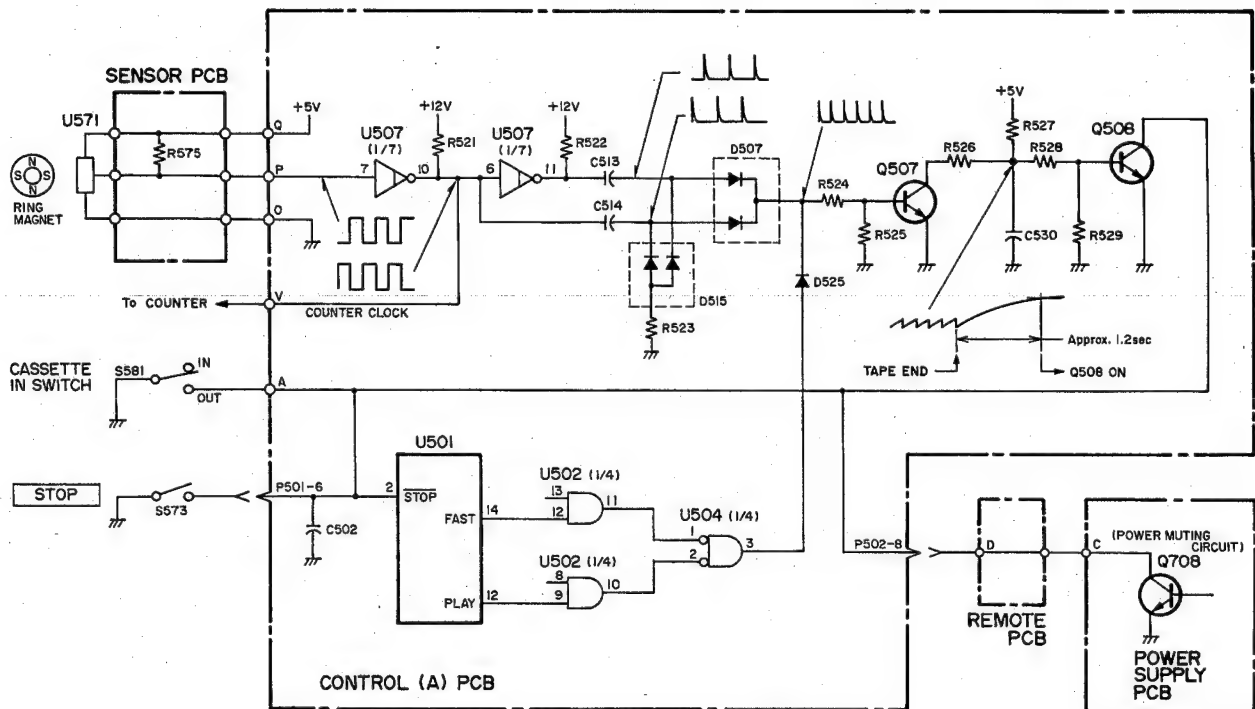 SENSOR PCB
U571
+5V
Q
R575
P
O
N
S S
N
RING
MAGNET
+12V
+12V
U507
(1/7)
R521
U507
(1/7)
R522
7
10
6
11
C513
C514
D507
D515
R523
R524
R525
D525
Q507
R526
+5V
R527
R528
C530
R529
Q508
TO COUNTER
V
COUNTER CLOCK
Approx. 1.2sec
TAPE END
Q508 ON
CASSETTE
IN SWITCH
S581
IN
OUT
A
STOP
S573
P501-6
C502
U501
2
STOP
FAST
14
PLAY
12
U502 (1/4)
13
12
11
U502 (1/4)
8
9
10
U504 (1/4)
1
2
3
P502-8
D
REMOTE
PCB
C
(POWER MUTING
CIRCUIT)
Q708
POWER
SUPPLY
PCB
CONTROL (A) PCB